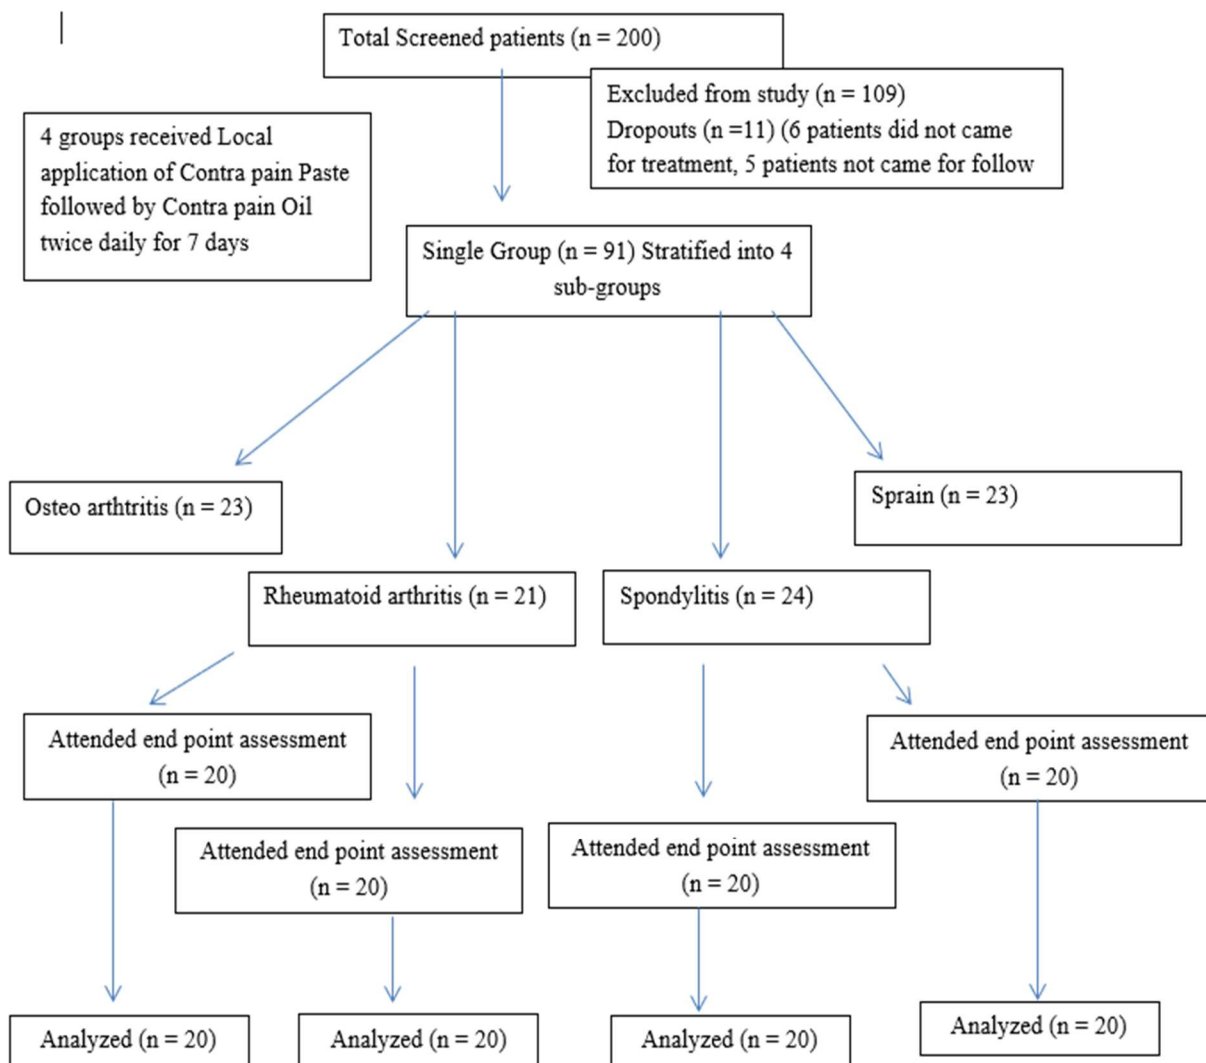 Total Screened patients (n = 200)
Excluded from study (n = 109)
Dropouts (n =11) (6 patients did not came
for treatment, 5 patients not came for follow
4 groups received Local
application of Contra pain Paste
followed by Contra pain Oil
twice daily for 7 days
Single Group (n = 91) Stratified into 4
sub-groups
Osteo arthtritis (n = 23)
Sprain (n = 23)
Rheumatoid arthritis (n = 21)
Spondylitis (n = 24)
Attended end point assessment
(n = 20)
Attended end point assessment
(n = 20)
Attended end point assessment
(n = 20)
Attended end point assessment
(n = 20)
Analyzed (n = 20)
Analyzed (n = 20)
Analyzed (n = 20)
Analyzed (n = 20)